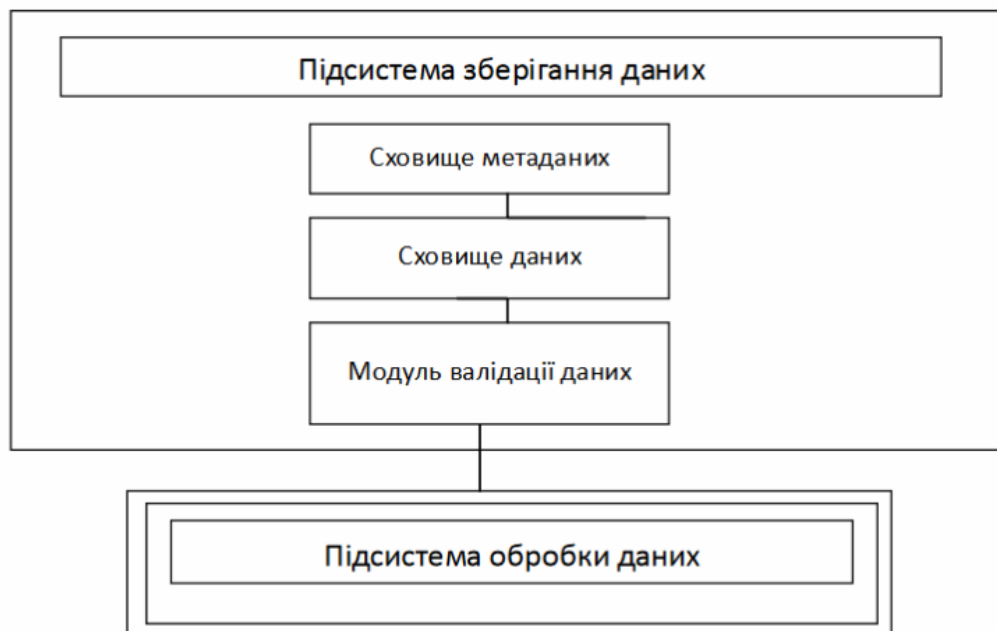 Підсистема зберігання даних
Сховище метаданих
Сховище даних
Модуль валідації даних
Підсистема обробки даних